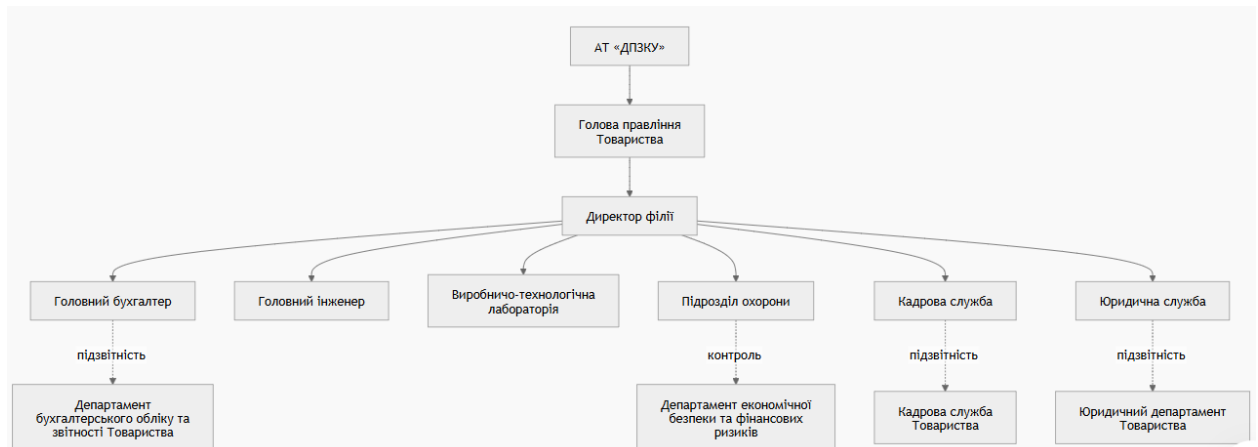 АТ «ДПЗКУ»
Голова правління
Товариства
Директор філії
Головний бухгалтер
Головний інженер
Виробничо-технологічна
лабораторія
Підрозділ охорони
Кадрова служба
Юридична служба
підзвітність
контроль
підзвітність
підзвітність
Департамент
бухгалтерського обліку та
звітності Товариства
Департамент економічної
безпеки та фінансових
ризиків
Кадрова служба
Товариства
Юридичний департамент
Товариства